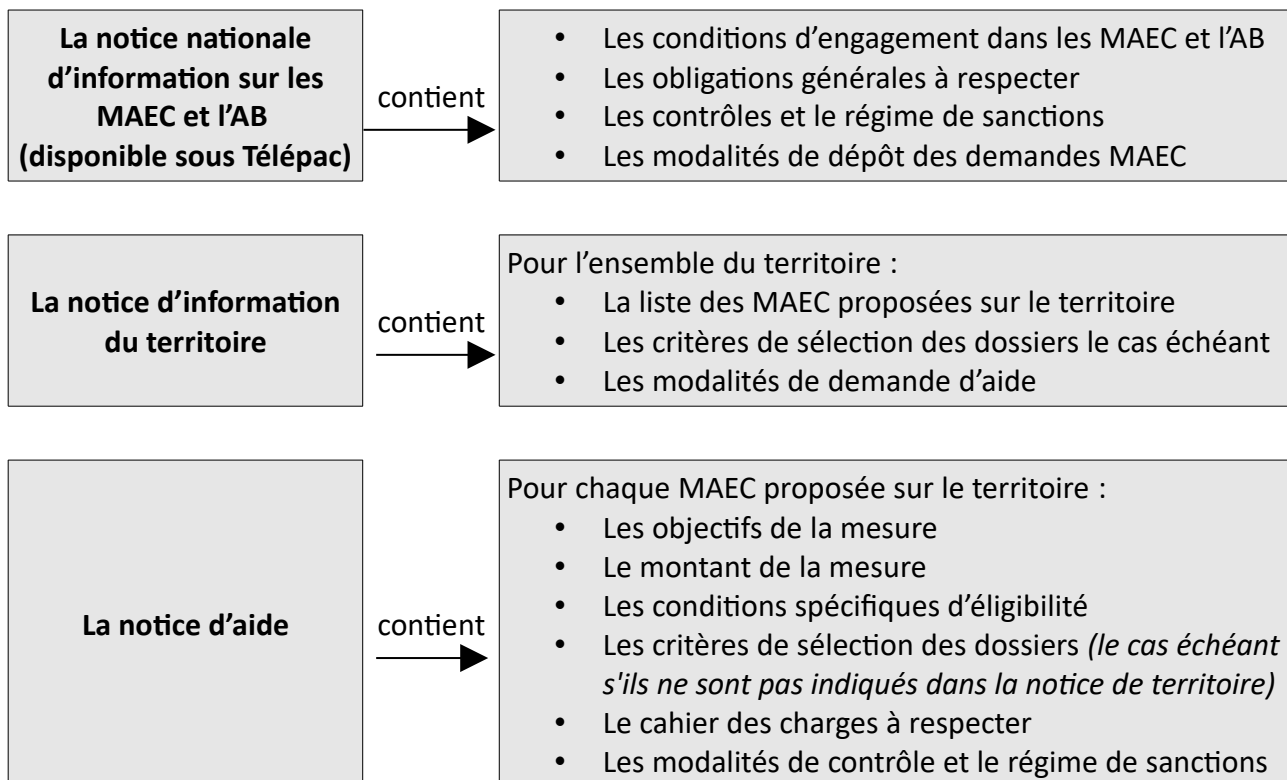 La notice nationale
d’information sur les
MAEC et l’AB
(disponible sous Télépac)
contient
• Les conditions d’engagement dans les MAEC et l’AB
• Les obligations générales à respecter
• Les contrôles et le régime de sanctions
• Les modalités de dépôt des demandes MAEC
La notice d’information
du territoire
contient
Pour l’ensemble du territoire :
• La liste des MAEC proposées sur le territoire
• Les critères de sélection des dossiers le cas échéant
• Les modalités de demande d’aide
La notice d’aide
contient
Pour chaque MAEC proposée sur le territoire :
• Les objectifs de la mesure
• Le montant de la mesure
• Les conditions spécifiques d’éligibilité
• Les critères de sélection des dossiers (le cas échéant
s'ils ne sont pas indiqués dans la notice de territoire)
• Le cahier des charges à respecter
• Les modalités de contrôle et le régime de sanctions